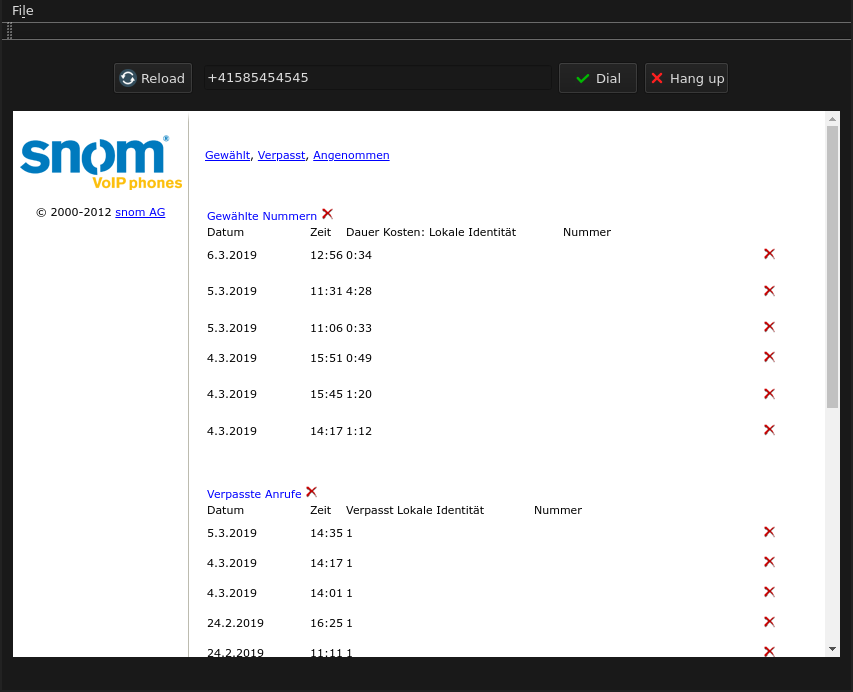 File
Reload +41585454545 Dial Hang up
snom®
VoIP phones
© 2000-2012 snom AG
Gewählt, Verpasst, Angenommen
Gewählte Nummern
Datum Zeit Dauer Kosten: Lokale Identität Nummer
6.3.2019 12:56 0:34
5.3.2019 11:31 4:28
5.3.2019 11:06 0:33
4.3.2019 15:51 0:49
4.3.2019 15:45 1:20
4.3.2019 14:17 1:12
Verpasste Anrufe
Datum Zeit Verpasst Lokale Identität Nummer
5.3.2019 14:35 1
4.3.2019 14:17 1
4.3.2019 14:01 1
24.2.2019 16:25 1
24.2.2019 11:11 1